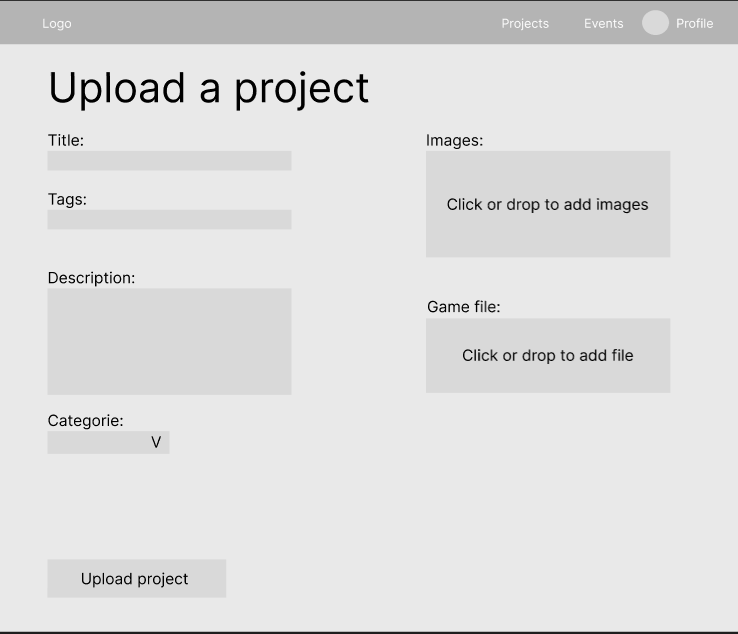 Logo
Projects
Events
Profile
Upload a project
Title:
Tags:
Description:
Categorie:
V
Images:
Click or drop to add images
Game file:
Click or drop to add file
Upload project